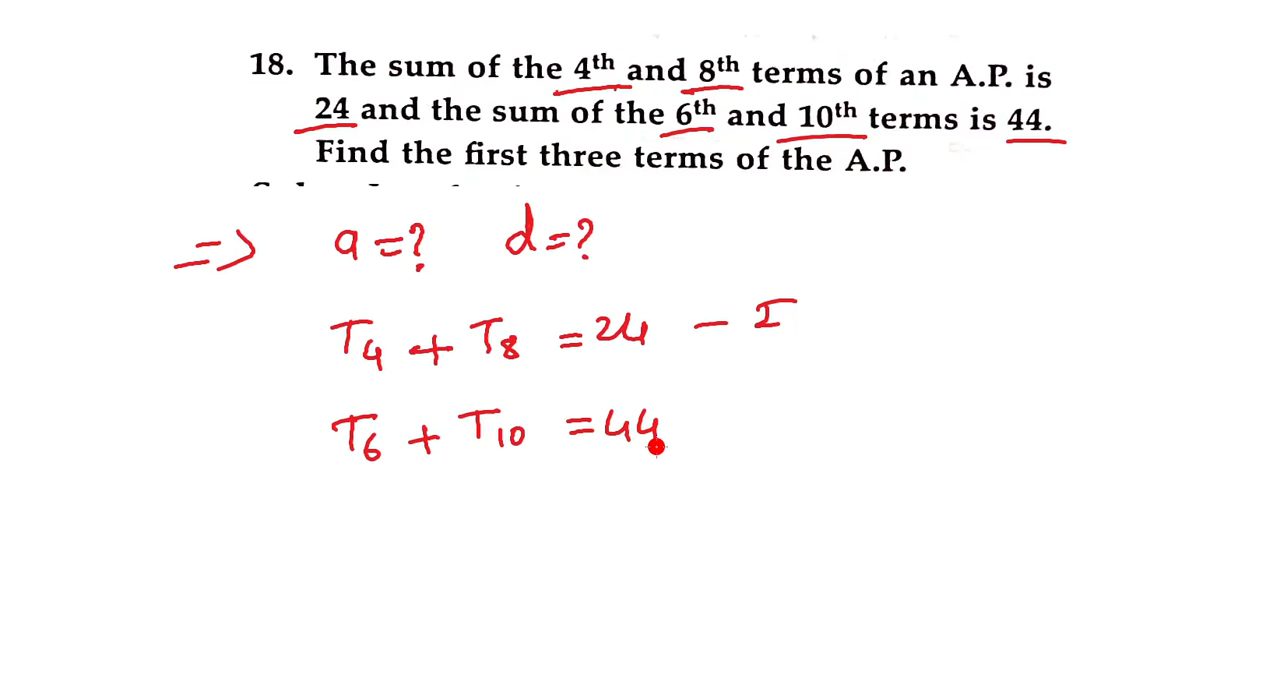 18. The sum of the 4th and 8th terms of an A.P. is
24 and the sum of the 6th and 10th terms is 44.
Find the first three terms of the A.P.
=> a=? d=?
T4 + T8 = 24 - I
T6 + T10 = 44